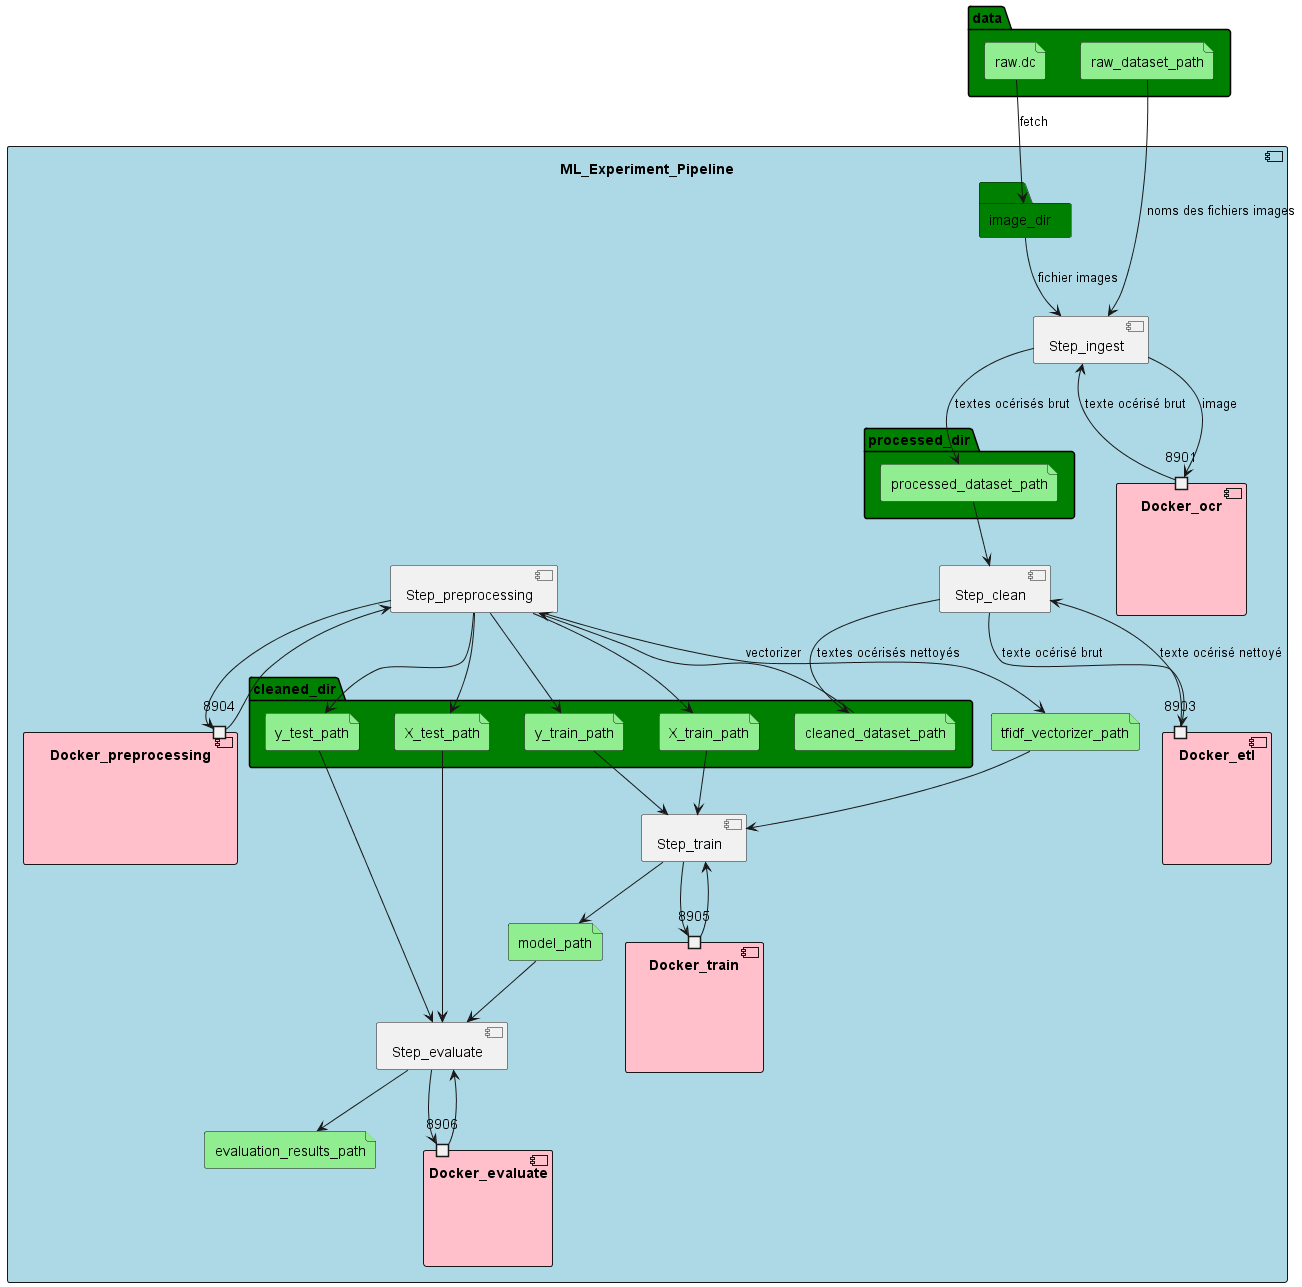 data
raw.dc
raw_dataset_path
fetch
ML_Experiment_Pipeline
noms des fichiers images
image_dir
fichier images
Step_ingest
textes océrisés brut
texte océrisé brut
image
processed_dir
8901
processed_dataset_path
Docker_ocr
Step_preprocessing
Step_clean
vectorizer
textes océrisés nettoyés
texte océrisé brut
texte océrisé nettoyé
cleaned_dir
8904
8903
y_test_path
X_test_path
y_train_path
X_train_path
cleaned_dataset_path
tfidf_vectorizer_path
Docker_preprocessing
Docker_etl
Step_train
8905
model_path
Docker_train
Step_evaluate
8906
evaluation_results_path
Docker_evaluate